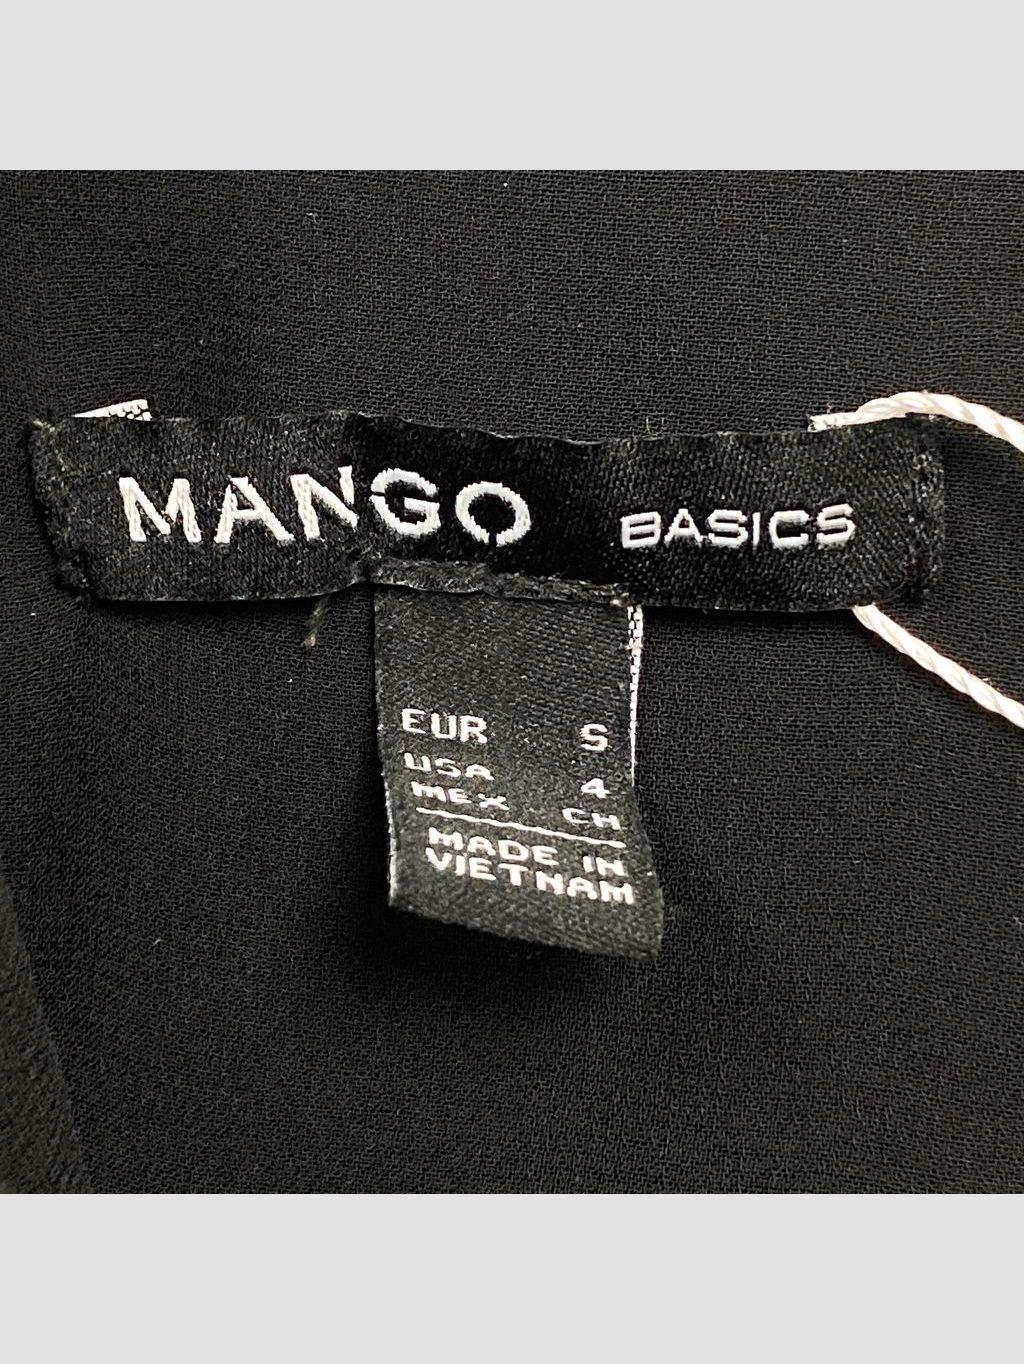 MANGO BASICS
EUR S
USA 4
MEX CH
MADE IN
VIETNAM